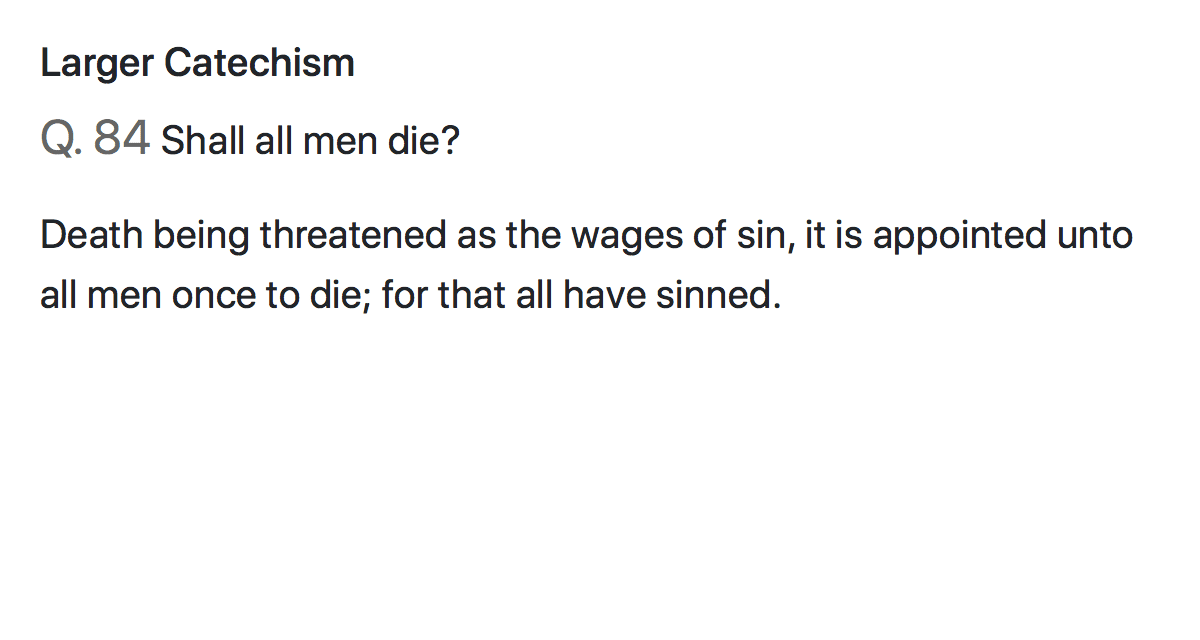 Larger Catechism
Q. 84 Shall all men die?
Death being threatened as the wages of sin, it is appointed unto
all men once to die; for that all have sinned.